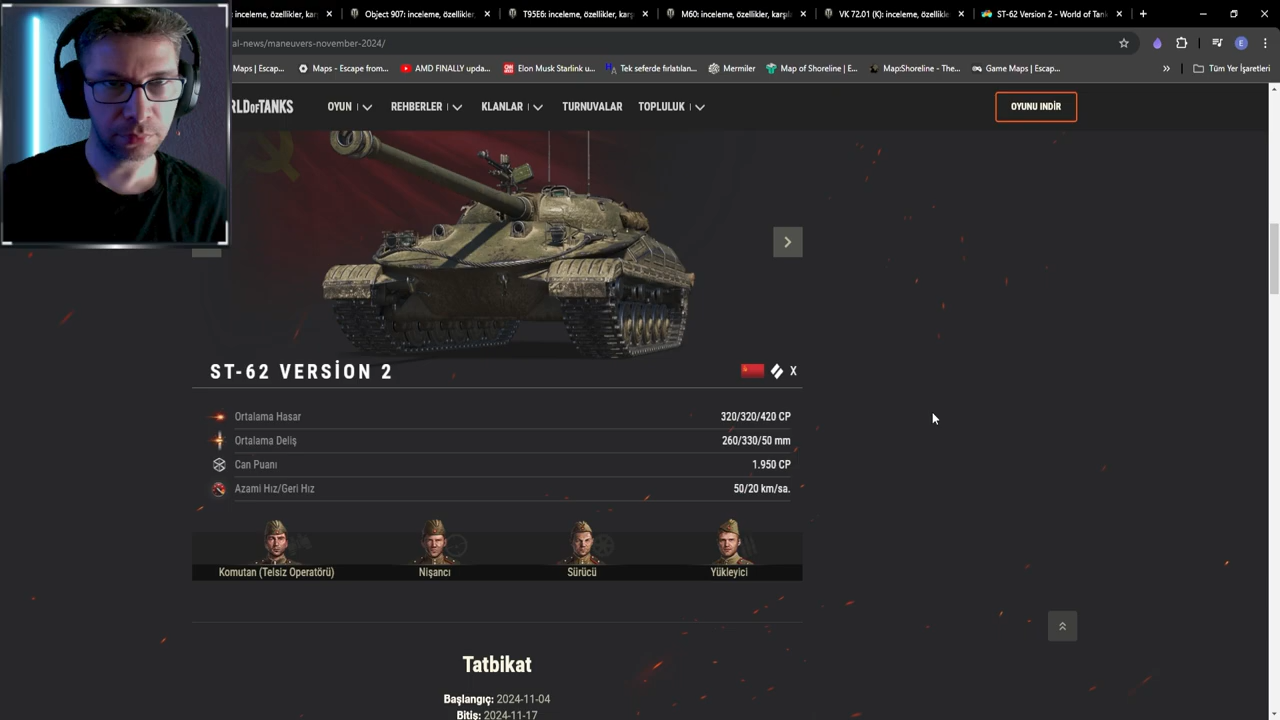 : inceleme, özellikler, karş
Object 907: inceleme, özellikler,
T95E6: inceleme, özellikler, karş
M60: inceleme, özellikler, karşıla
VK 72.01 (K): inceleme, özellikle
ST-62 Version 2 - World of Tank
al-news/maneuvers-november-2024/
Maps | Escap...
Maps - Escape from...
AMD FINALLY upda...
Elon Musk Starlink u...
Tek seferde fırlatılan...
Mermiler
Map of Shoreline | E...
Map:Shoreline - The...
Game Maps | Escap...
Tüm Yer İşaretleri
RLD OF TANKS
OYUN
REHBERLER
KLANLAR
TURNUVALAR
TOPLULUK
OYUNU INDIR
ST-62 VERSİON 2
X
Ortalama Hasar 320/320/420 CP
Ortalama Deliş 260/330/50 mm
Can Puanı 1.950 CP
Azami Hız/Geri Hız 50/20 km/sa.
Komutan (Telsiz Operatörü) Nişancı Sürücü Yükleyici
Tatbikat
Başlangıç: 2024-11-04
Bitiş: 2024-11-17